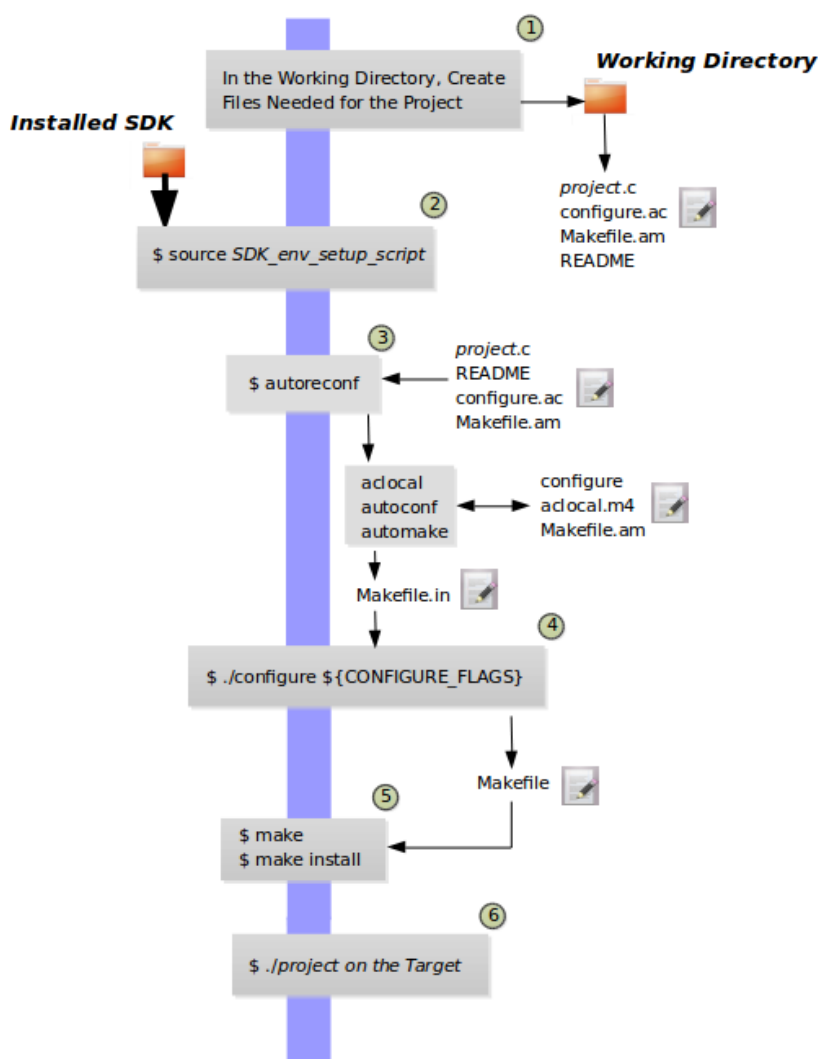 1
In the Working Directory, Create
Files Needed for the Project
Working Directory
Installed SDK
project.c
configure.ac
Makefile.am
README
2
$ source SDK_env_setup_script
3
$ autoreconf
project.c
README
configure.ac
Makefile.am
aclocal
autoconf
automake
configure
aclocal.m4
Makefile.am
Makefile.in
4
$ ./configure ${CONFIGURE_FLAGS}
Makefile
5
$ make
$ make install
6
$ ./project on the Target